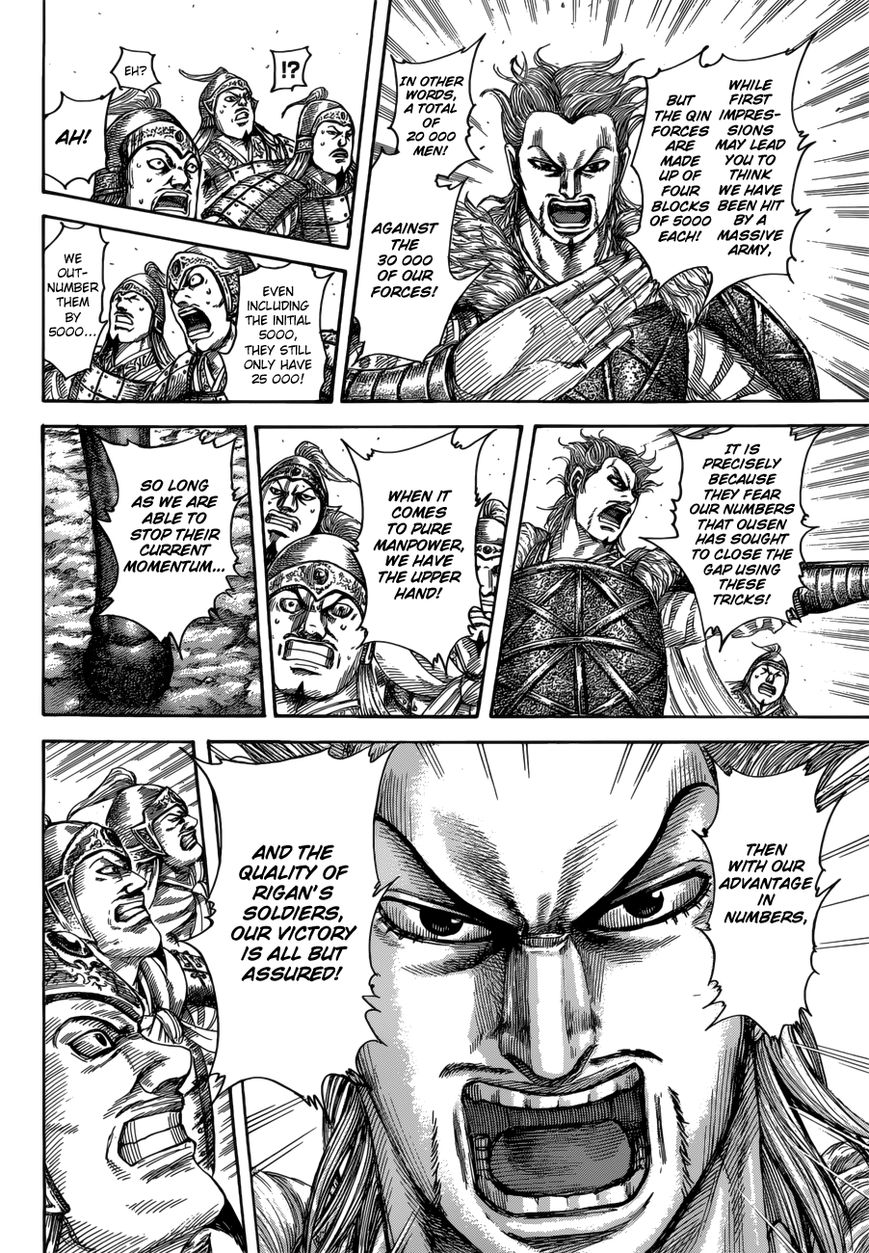 WHILE
FIRST
IMPRES-
SIONS
MAY LEAD
YOU TO
THINK
WE HAVE
BEEN HIT
BY A
MASSIVE
ARMY,
BUT
THE QIN
FORCES
ARE
MADE
UP OF
FOUR
BLOCKS
OF 5000
EACH!
IN OTHER
WORDS,
A TOTAL
OF
20 000
MEN!
AGAINST
THE
30 000
OF OUR
FORCES!
!?
EH?
AH!
EVEN
INCLUDING
THE INITIAL
5000,
THEY STILL
ONLY HAVE
25 000!
WE
OUT-
NUMBER
THEM
BY
5000...
IT IS
PRECISELY
BECAUSE
THEY FEAR
OUR NUMBERS
THAT OUSEN
HAS SOUGHT
TO CLOSE THE
GAP USING
THESE
TRICKS!
WHEN IT
COMES
TO PURE
MANPOWER,
WE HAVE
THE UPPER
HAND!
SO LONG
AS WE ARE
ABLE TO
STOP THEIR
CURRENT
MOMENTUM...
THEN
WITH OUR
ADVANTAGE
IN
NUMBERS,
AND THE
QUALITY OF
RIGAN'S
SOLDIERS,
OUR VICTORY
IS ALL BUT
ASSURED!